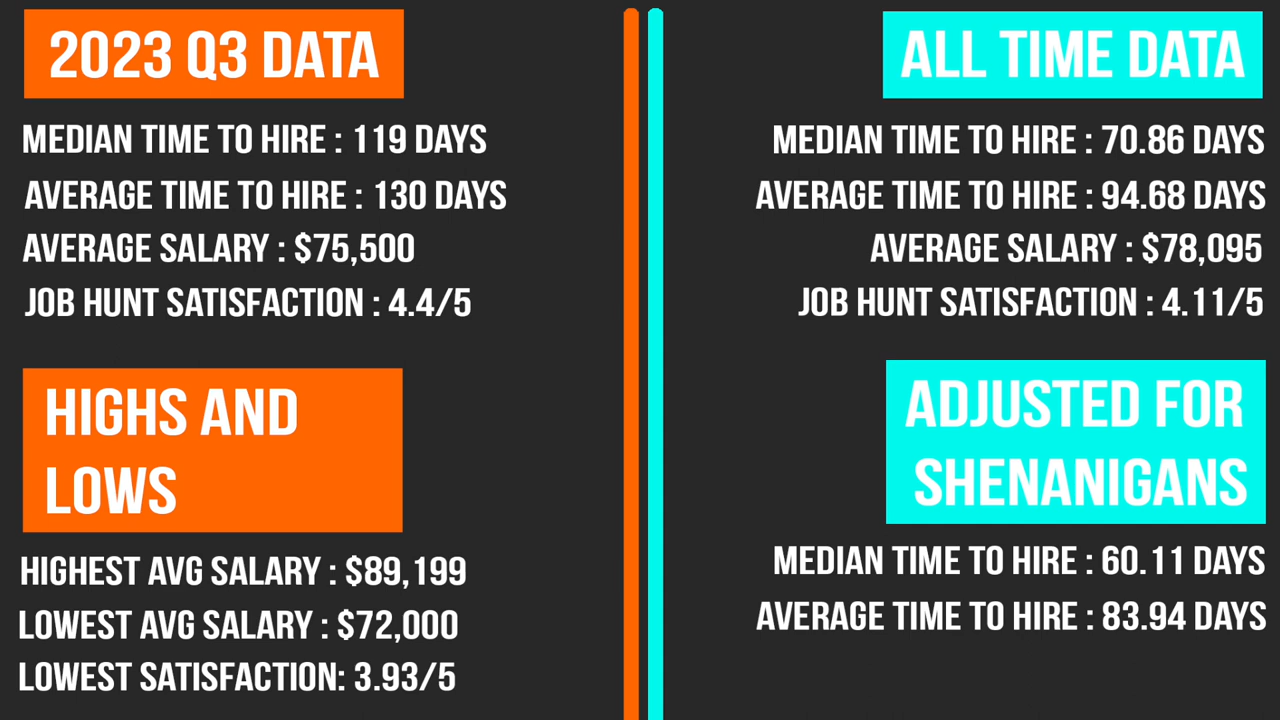 2023 Q3 DATA
MEDIAN TIME TO HIRE : 119 DAYS
AVERAGE TIME TO HIRE : 130 DAYS
AVERAGE SALARY : $75,500
JOB HUNT SATISFACTION : 4.4/5
HIGHS AND
LOWS
HIGHEST AVG SALARY : $89,199
LOWEST AVG SALARY : $72,000
LOWEST SATISFACTION: 3.93/5
ALL TIME DATA
MEDIAN TIME TO HIRE : 70.86 DAYS
AVERAGE TIME TO HIRE : 94.68 DAYS
AVERAGE SALARY : $78,095
JOB HUNT SATISFACTION : 4.11/5
ADJUSTED FOR
SHENANIGANS
MEDIAN TIME TO HIRE : 60.11 DAYS
AVERAGE TIME TO HIRE : 83.94 DAYS